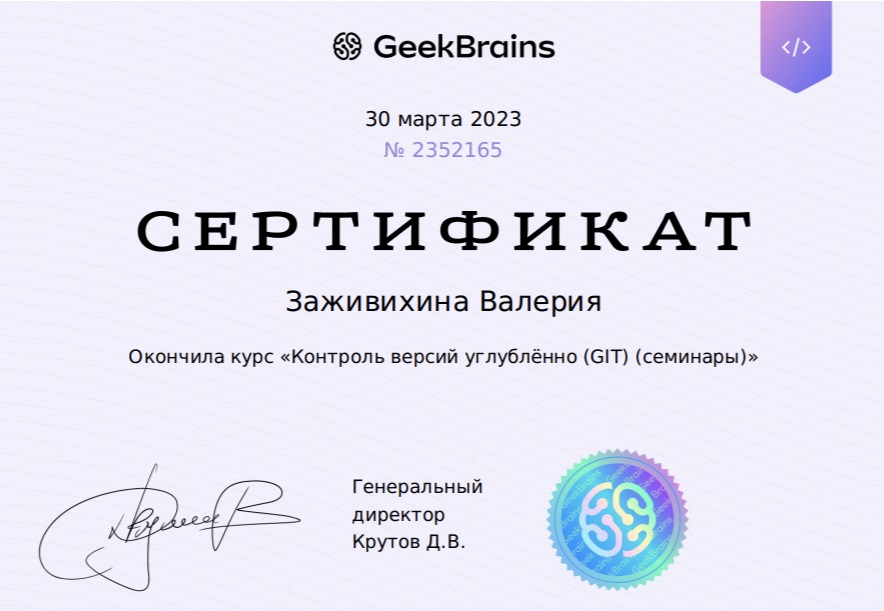 GeekBrains
</>
30 марта 2023
№ 2352165
СЕРТИФИКАТ
Заживихина Валерия
Окончила курс «Контроль версий углублённо (GIT) (семинары)»
Генеральный
директор
Крутов Д.В.
GeekBrains